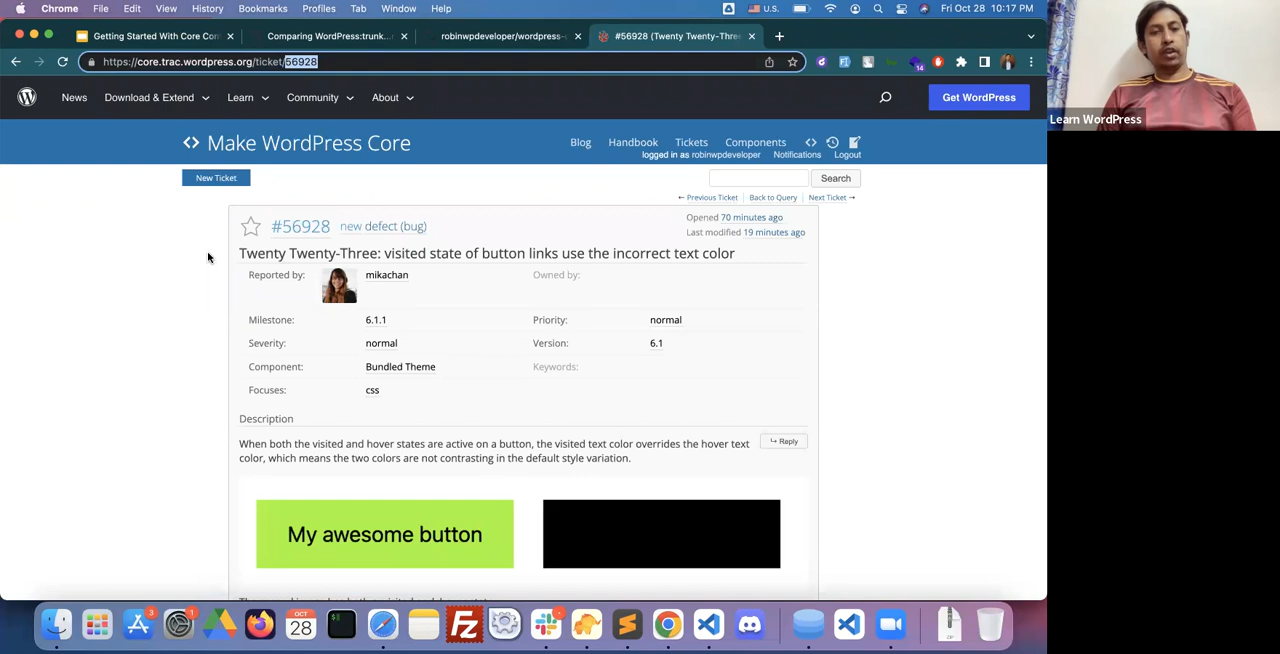 Chrome File Edit View History Bookmarks Profiles Tab Window Help U.S. Fri Oct 28 10:17 PM
Getting Started With Core Con
Comparing WordPress:trunk...
robinwpdeveloper/wordpress-
#56928 (Twenty Twenty-Thre
https://core.trac.wordpress.org/ticket/56928
14
News Download & Extend Learn Community About Get WordPress
Make WordPress Core
Blog Handbook Tickets Components
logged in as robinwpdeveloper Notifications Logout
New Ticket
Search
← Previous Ticket Back to Query Next Ticket →
#56928 new defect (bug)
Opened 70 minutes ago
Last modified 19 minutes ago
Twenty Twenty-Three: visited state of button links use the incorrect text color
Reported by: mikachan Owned by:
Milestone: 6.1.1 Priority: normal
Severity: normal Version: 6.1
Component: Bundled Theme Keywords:
Focuses: css
Description
Reply
When both the visited and hover states are active on a button, the visited text color overrides the hover text
color, which means the two colors are not contrasting in the default style variation.
My awesome button
Learn WordPress
3
1
OCT
28
Fz
ZIP